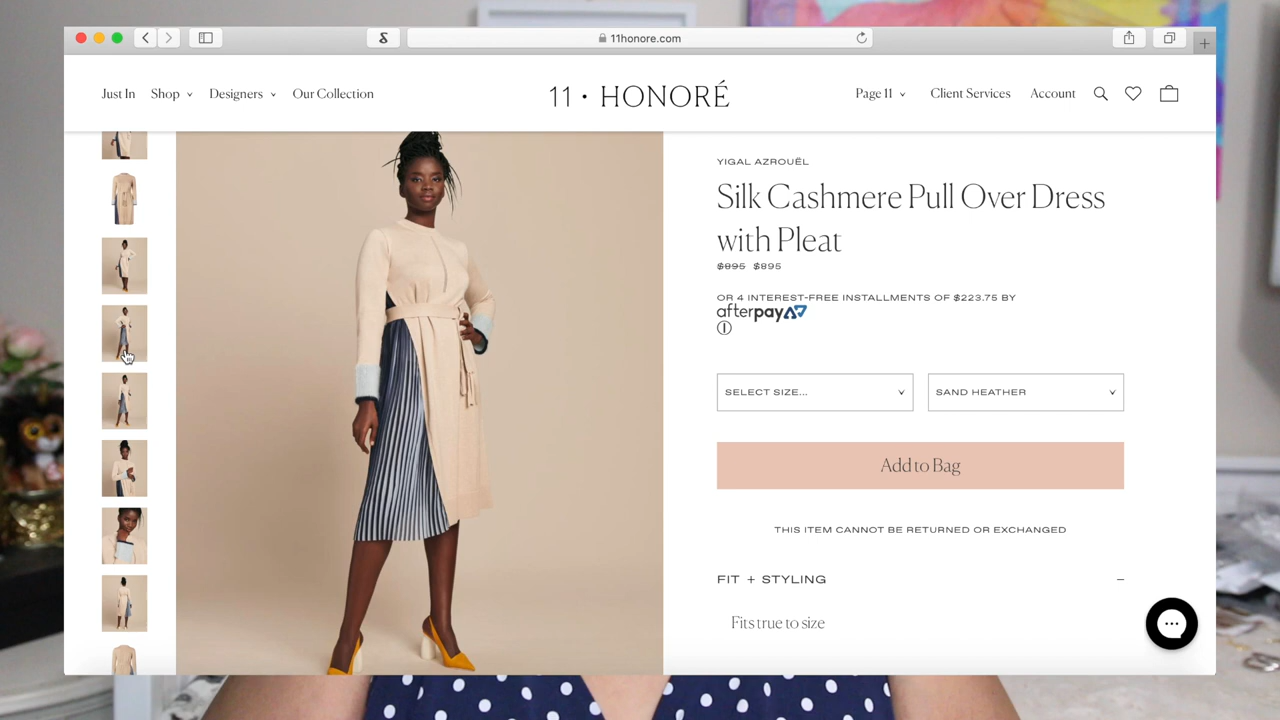 11honore.com
Just In Shop Designers Our Collection 11 • HONORÉ Page 11 Client Services Account
YIGAL AZROUËL
Silk Cashmere Pull Over Dress
with Pleat
$895 $895
OR 4 INTEREST-FREE INSTALLMENTS OF $223.75 BY
afterpay
SELECT SIZE... SAND HEATHER
Add to Bag
THIS ITEM CANNOT BE RETURNED OR EXCHANGED
FIT + STYLING
Fits true to size